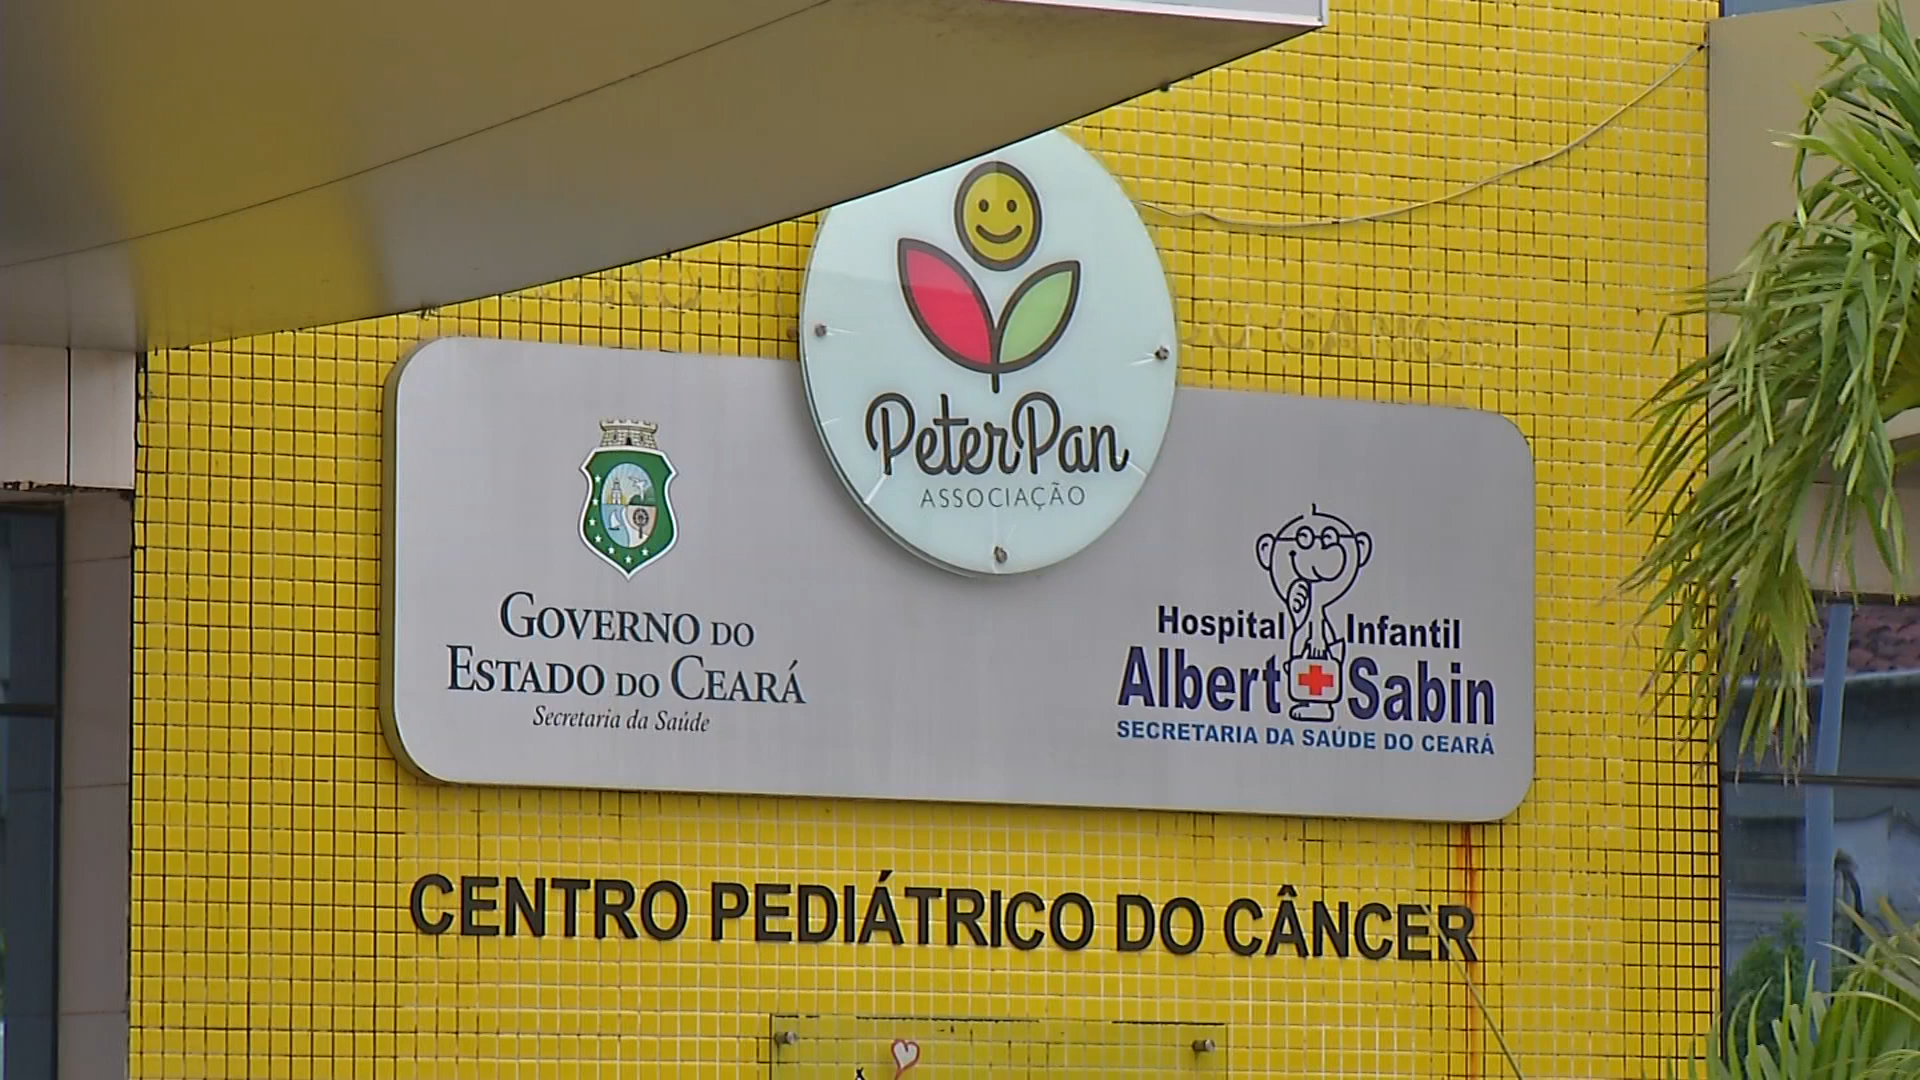 PeterPan
ASSOCIAÇÃO
GOVERNO DO
ESTADO DO CEARÁ
Secretaria da Saúde
Hospital Infantil
Albert Sabin
SECRETARIA DA SAÚDE DO CEARÁ
CENTRO PEDIÁTRICO DO CÂNCER